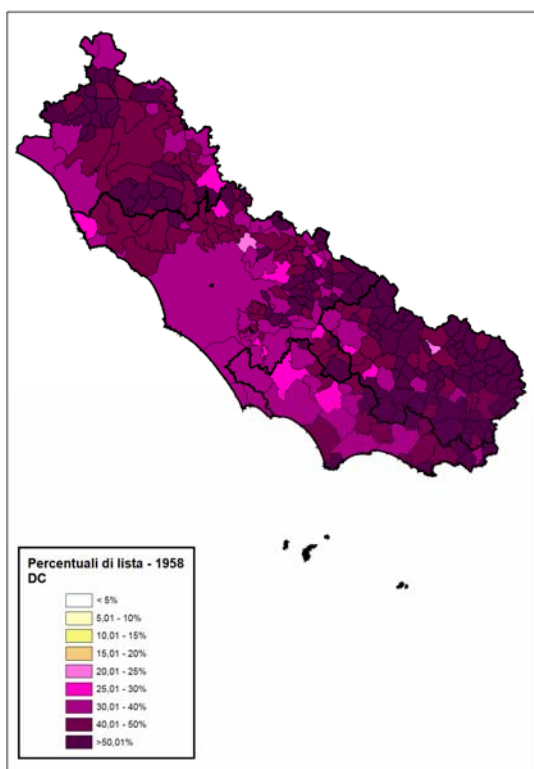 Percentuali di lista - 1958
DC
< 5%
5,01 - 10%
10,01 - 15%
15,01 - 20%
20,01 - 25%
25,01 - 30%
30,01 - 40%
40,01 - 50%
>50,01%